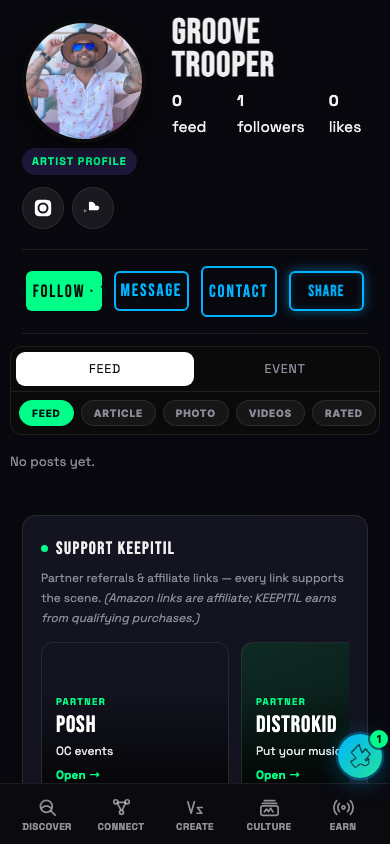 GROOVE
TROOPER
0 1 0
feed followers likes
ARTIST PROFILE
FOLLOW · MESSAGE CONTACT SHARE
FEED EVENT
FEED ARTICLE PHOTO VIDEOS RATED
No posts yet.
SUPPORT KEEPITIL
Partner referrals & affiliate links — every link supports
the scene. (Amazon links are affiliate; KEEPITIL earns
from qualifying purchases.)
PARTNER PARTNER
POSH DISTROKID
OC events Put your music
Open → Open →
1
DISCOVER CONNECT CREATE CULTURE EARN